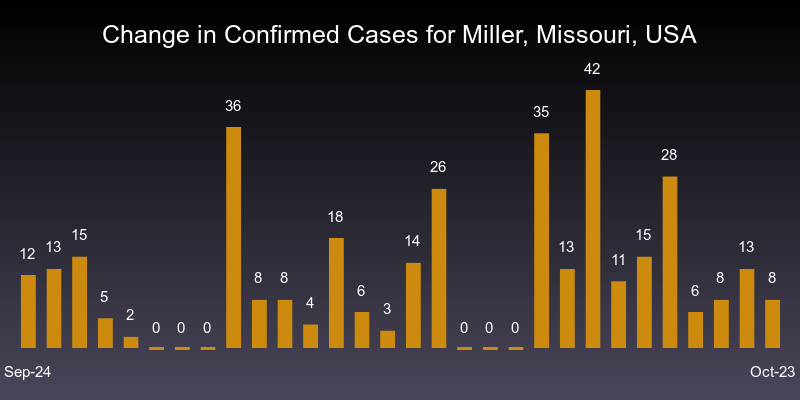 Change in Confirmed Cases for Miller, Missouri, USA
12 13 15 5 2 0 0 0 36 8 8 4 18 6 3 14 26 0 0 0 35 13 42 11 15 28 6 8 13 8
Sep-24 Oct-23